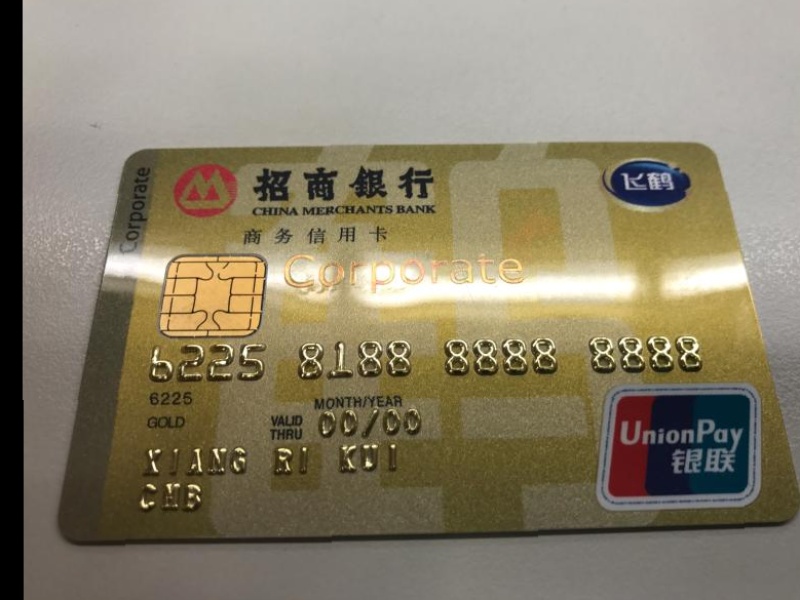 Corporate
招商銀行
飞鹤
CHINA MERCHANTS BANK
商务信用卡
Corporate
6225 8188 8888 8888
6225
MONTH/YEAR
GOLD
VALID THRU 00/00
XIANG RI KUI
CMB
UnionPay
银联